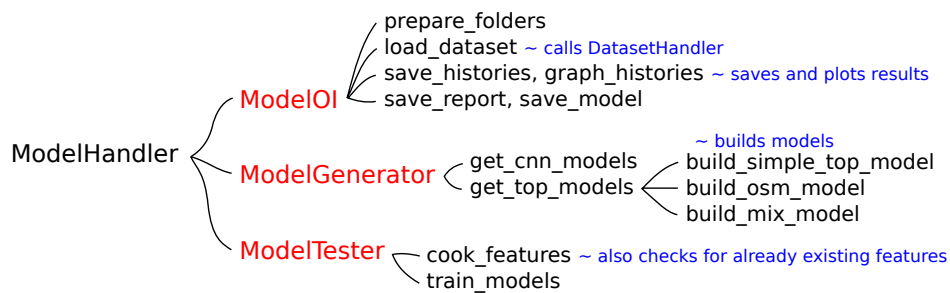 prepare_folders
load_dataset ~ calls DatasetHandler
save_histories, graph_histories ~ saves and plots results
ModelOI
save_report, save_model
ModelHandler
~ builds models
get_cnn_models
build_simple_top_model
ModelGenerator
get_top_models
build_osm_model
build_mix_model
ModelTester
cook_features ~ also checks for already existing features
train_models